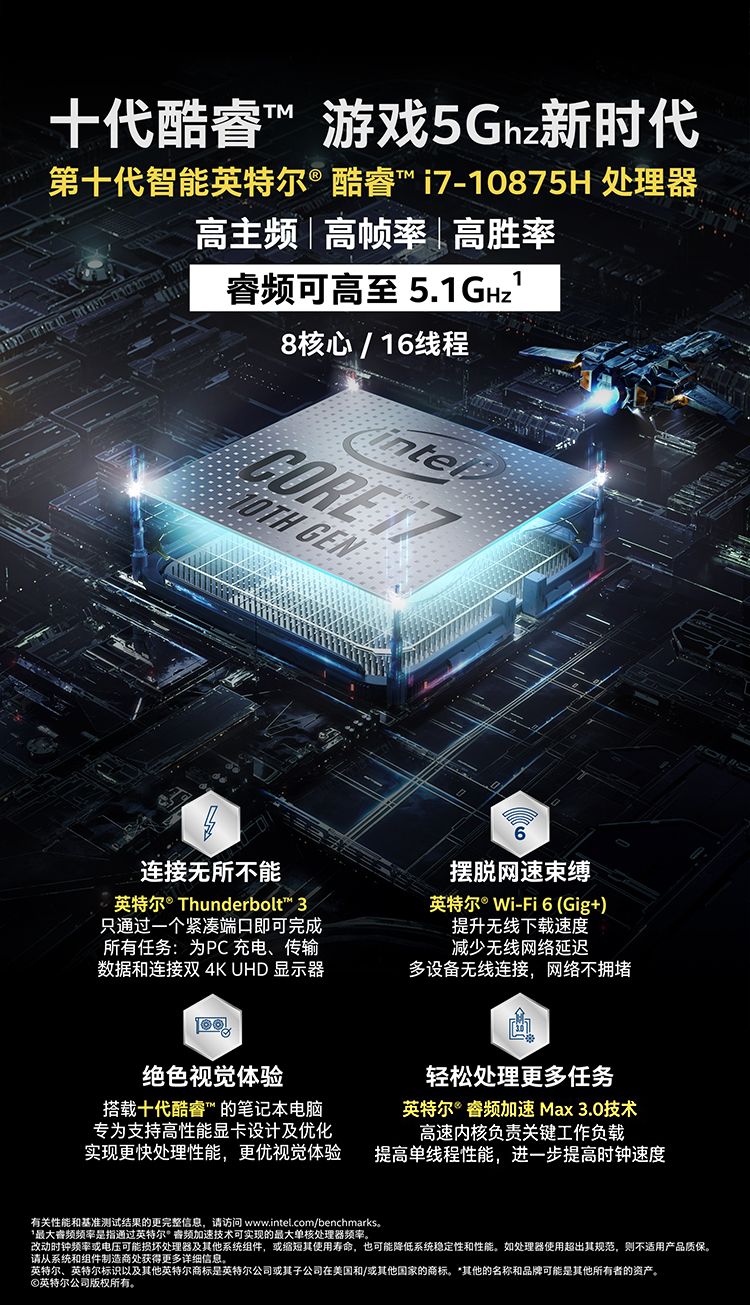 十代酷睿™ 游戏5Ghz新时代
第十代智能英特尔® 酷睿™ i7-10875H 处理器
高主频|高帧率|高胜率
睿频可高至 5.1GHz¹
8核心 / 16线程
intel
CORE™ i7
10TH GEN
6
连接无所不能
摆脱网速束缚
英特尔® Thunderbolt™ 3
只通过一个紧凑端口即可完成
所有任务：为PC 充电、传输
数据和连接双 4K UHD 显示器
英特尔® Wi-Fi 6 (Gig+)
提升无线下载速度
减少无线网络延迟
多设备无线连接，网络不拥堵
3.0
绝色视觉体验
轻松处理更多任务
搭载十代酷睿™ 的笔记本电脑
专为支持高性能显卡设计及优化
实现更快处理性能，更优视觉体验
英特尔® 睿频加速 Max 3.0技术
高速内核负责关键工作负载
提高单线程性能，进一步提高时钟速度
有关性能和基准测试结果的更完整信息，请访问 www.intel.com/benchmarks。
¹最大睿频频率是指通过英特尔® 睿频加速技术可实现的最大单核处理器频率。
改动时钟频率或电压可能损坏处理器及其他系统组件，或缩短其使用寿命，也可能降低系统稳定性和性能。如处理器使用超出其规范，则不适用产品质保。
请从系统和组件制造商处获得更多详细信息。
英特尔、英特尔标识以及其他英特尔商标是英特尔公司或其子公司在美国和/或其他国家的商标。*其他的名称和品牌可能是其他所有者的资产。
©英特尔公司版权所有。